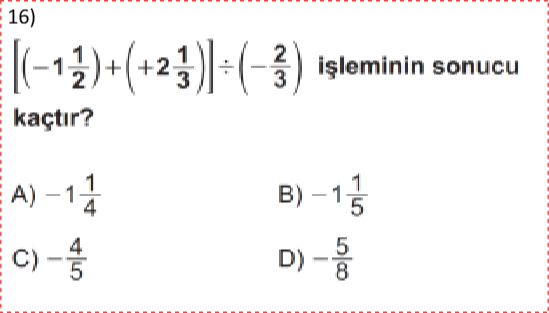 16)
[(-1 1/2)+(+2 1/3)]÷(-2/3) işleminin sonucu
kaçtır?
A) -1 1/4
B) -1 1/5
C) -4/5
D) -5/8